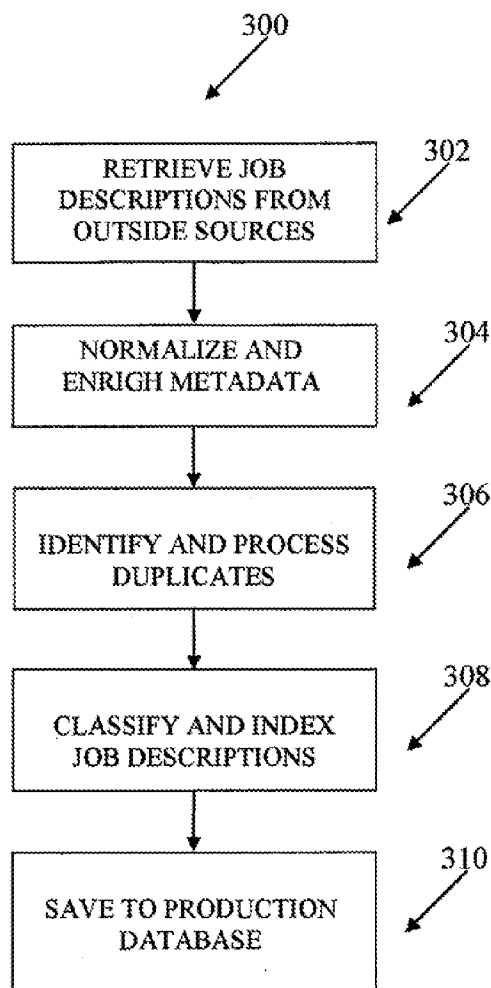 300
302
RETRIEVE JOB
DESCRIPTIONS FROM
OUTSIDE SOURCES
304
NORMALIZE AND
ENRIGH METADATA
306
IDENTIFY AND PROCESS
DUPLICATES
308
CLASSIFY AND INDEX
JOB DESCRIPTIONS
310
SAVE TO PRODUCTION
DATABASE